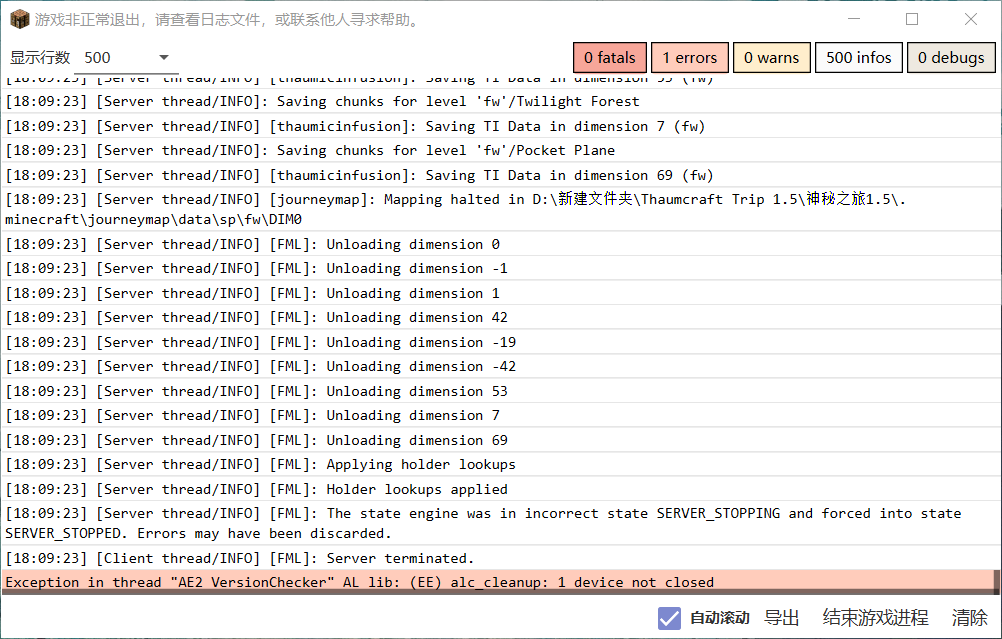 游戏非正常退出，请查看日志文件，或联系他人寻求帮助。
显示行数 500 0 fatals 1 errors 0 warns 500 infos 0 debugs
[18:09:23] [Server thread/INFO] [thaumicinfusion]: Saving TI Data in dimension 53 (fw)
[18:09:23] [Server thread/INFO]: Saving chunks for level 'fw'/Twilight Forest
[18:09:23] [Server thread/INFO] [thaumicinfusion]: Saving TI Data in dimension 7 (fw)
[18:09:23] [Server thread/INFO]: Saving chunks for level 'fw'/Pocket Plane
[18:09:23] [Server thread/INFO] [thaumicinfusion]: Saving TI Data in dimension 69 (fw)
[18:09:23] [Server thread/INFO] [journeymap]: Mapping halted in D:\新建文件夹\Thaumcraft Trip 1.5\神秘之旅1.5\.
minecraft\journeymap\data\sp\fw\DIM0
[18:09:23] [Server thread/INFO] [FML]: Unloading dimension 0
[18:09:23] [Server thread/INFO] [FML]: Unloading dimension -1
[18:09:23] [Server thread/INFO] [FML]: Unloading dimension 1
[18:09:23] [Server thread/INFO] [FML]: Unloading dimension 42
[18:09:23] [Server thread/INFO] [FML]: Unloading dimension -19
[18:09:23] [Server thread/INFO] [FML]: Unloading dimension -42
[18:09:23] [Server thread/INFO] [FML]: Unloading dimension 53
[18:09:23] [Server thread/INFO] [FML]: Unloading dimension 7
[18:09:23] [Server thread/INFO] [FML]: Unloading dimension 69
[18:09:23] [Server thread/INFO] [FML]: Applying holder lookups
[18:09:23] [Server thread/INFO] [FML]: Holder lookups applied
[18:09:23] [Server thread/INFO] [FML]: The state engine was in incorrect state SERVER_STOPPING and forced into state
SERVER_STOPPED. Errors may have been discarded.
[18:09:23] [Client thread/INFO] [FML]: Server terminated.
Exception in thread "AE2 VersionChecker" AL lib: (EE) alc_cleanup: 1 device not closed
自动滚动 导出 结束游戏进程 清除